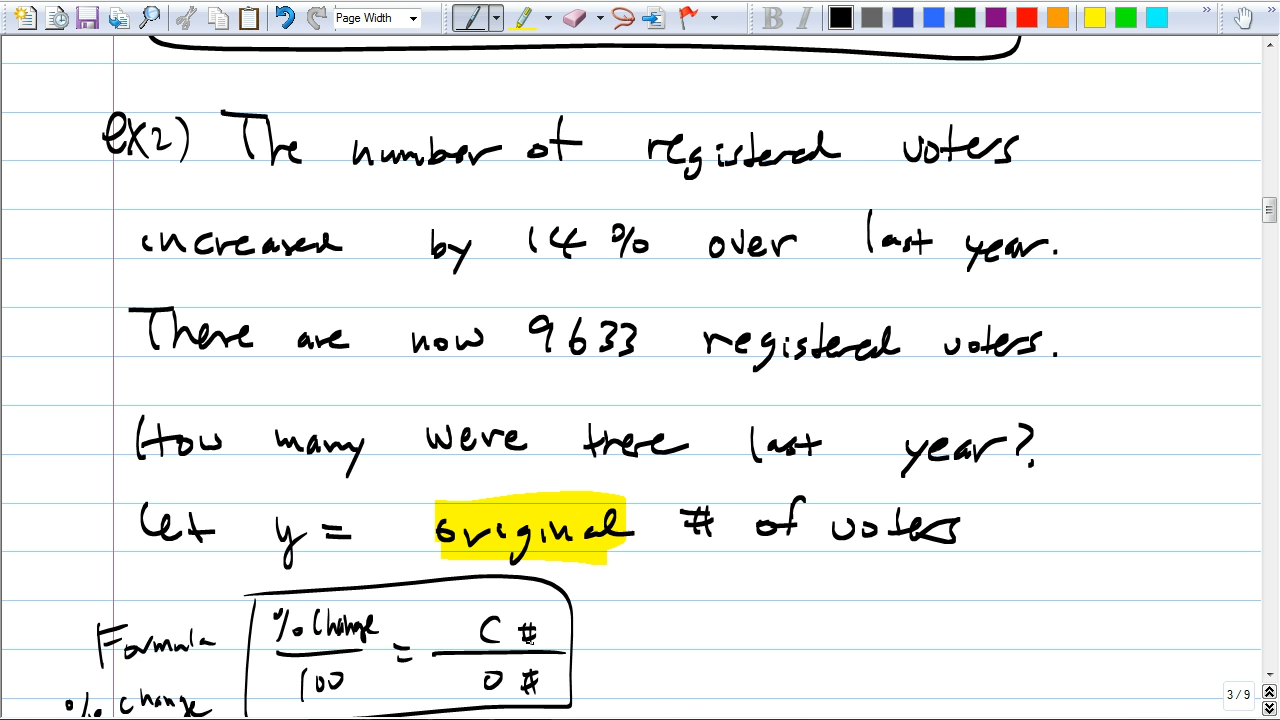 Page Width
B I
ex2) The number of registered voters
increased by 14% over last year.
There are now 9633 registered voters.
How many were there last year?
Let y = original # of voters
Formula % Change / 100 = C # / O #
% change
3 / 9